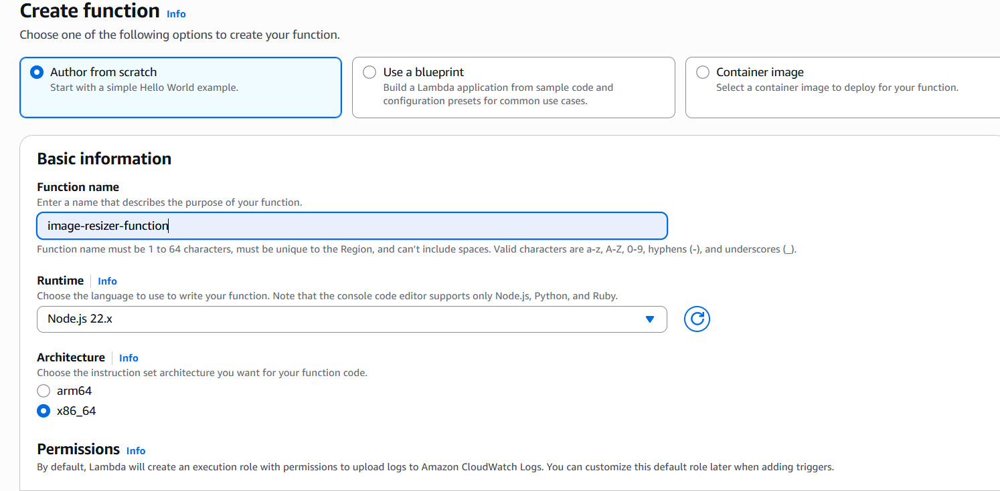 Create function Info
Choose one of the following options to create your function.
Author from scratch
Start with a simple Hello World example.
Use a blueprint
Build a Lambda application from sample code and
configuration presets for common use cases.
Container image
Select a container image to deploy for your function.
Basic information
Function name
Enter a name that describes the purpose of your function.
image-resizer-function
Function name must be 1 to 64 characters, must be unique to the Region, and can’t include spaces. Valid characters are a-z, A-Z, 0-9, hyphens (-), and underscores (_).
Runtime Info
Choose the language to use to write your function. Note that the console code editor supports only Node.js, Python, and Ruby.
Node.js 22.x
Architecture Info
Choose the instruction set architecture you want for your function code.
arm64
x86_64
Permissions Info
By default, Lambda will create an execution role with permissions to upload logs to Amazon CloudWatch Logs. You can customize this default role later when adding triggers.